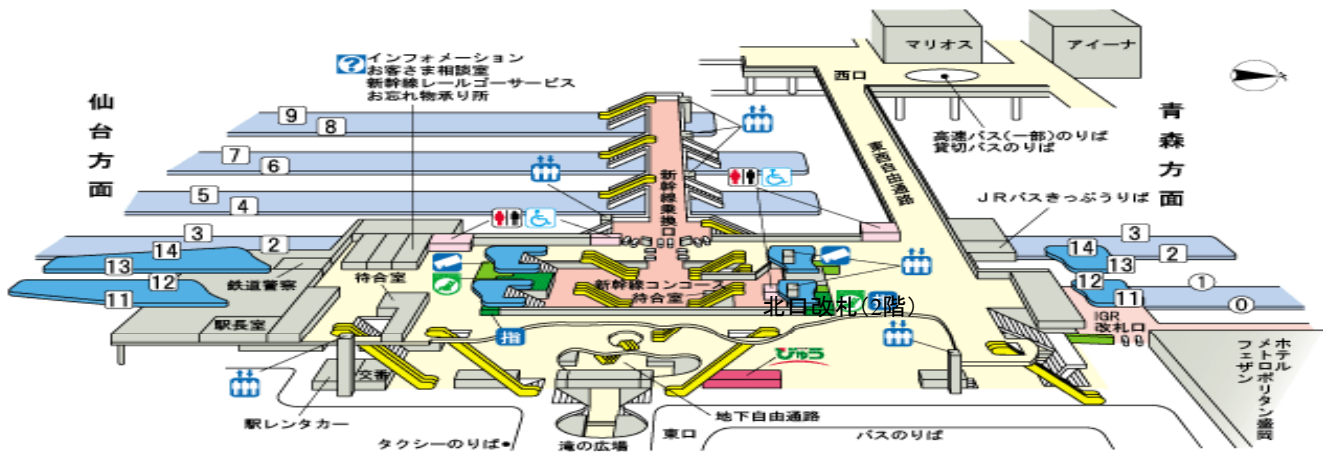 マリオス
アイーナ
西口
インフォメーション
お客さま相談室
新幹線レールゴーサービス
お忘れ物承り所
仙台方面
青森方面
高速バス(一部)のりば
貸切バスのりば
東西自由通路
9
8
7
6
5
4
新幹線乗換口
JRバスきっぷうりば
3
2
14
13
12
11
3
2
14
13
12
11
1
0
鉄道警察
待合室
新幹線コンコース
待合室
北口改札(2階)
駅長室
指
IGR
改札口
びゅう
交番
駅レンタカー
タクシーのりば
滝の広場
地下自由通路
東口
バスのりば
ホテル
メトロポリタン盛岡
フェザン